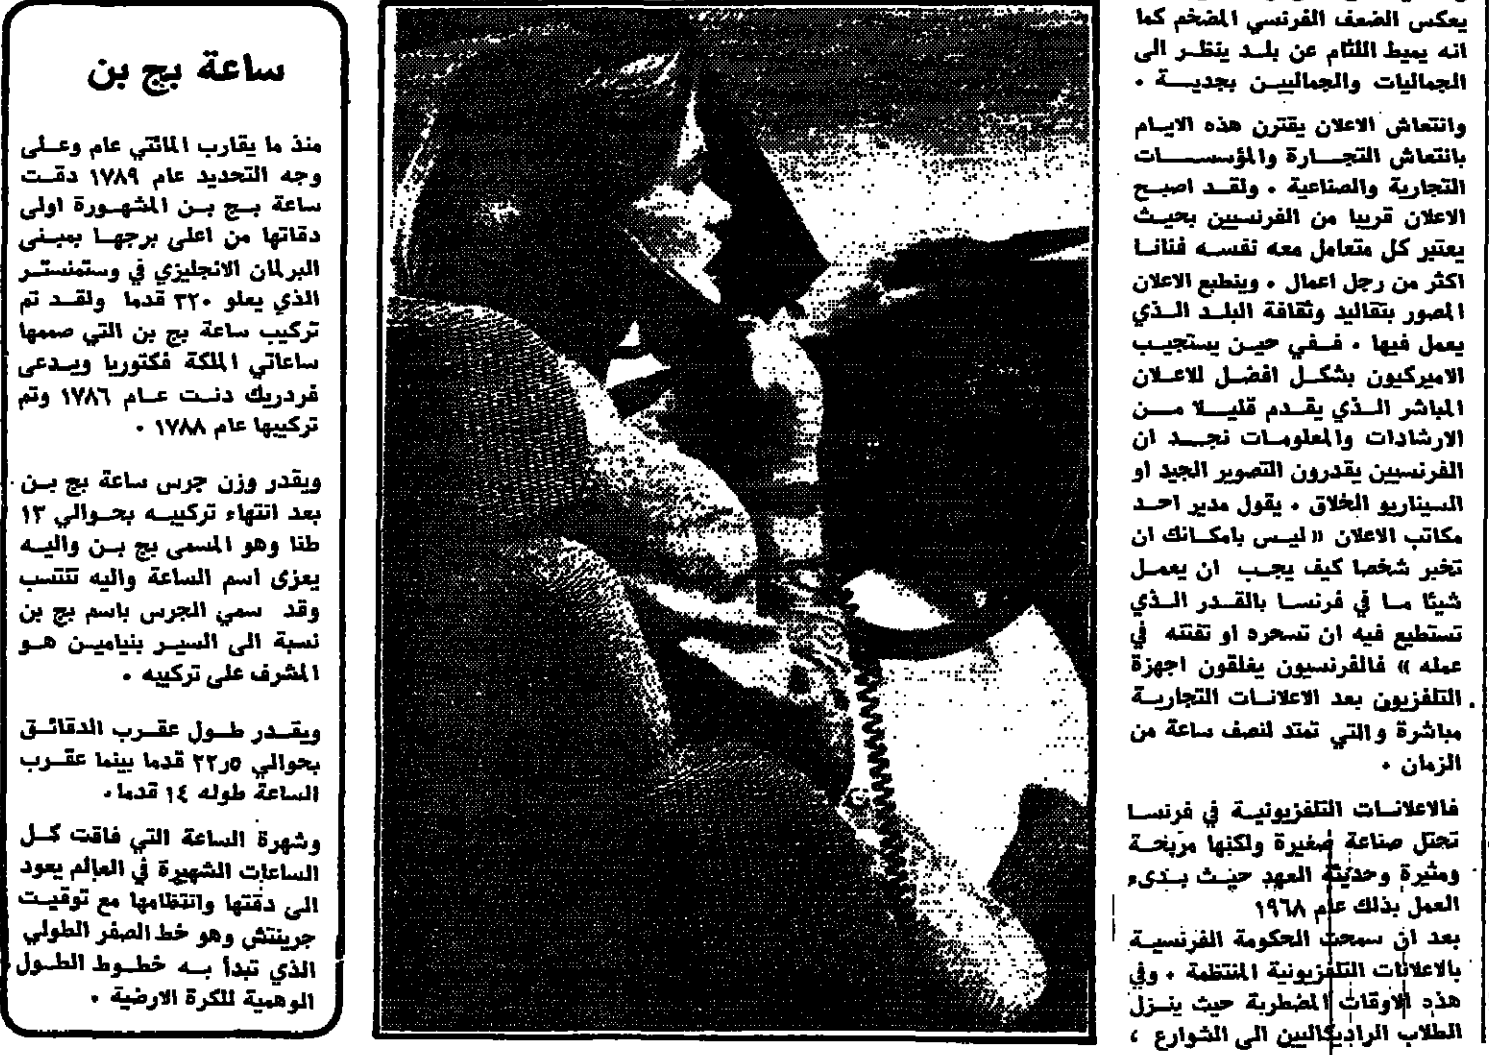 يعكس الضعف الفرنسي المضخم كما
انه يميط اللثام عن بلد ينظر الى
الجماليات والجماليين بجدية .
وانتعاش الاعلان يقترن هذه الايام
بانتعاش التجارة والمؤسسات
التجارية والصناعية . ولقد اصبح
الاعلان قريبا من الفرنسيين بحيث
يعتبر كل متعامل معه نفسه فنانا
اكثر من رجل اعمال . وينطبع الاعلان
المصور بتقاليد وثقافة البلد الذي
يعمل فيها . ففي حين يستجيب
الاميركيون بشكل افضل للاعلان
المباشر الذي يقدم قليلا من
الارشادات والمعلومات نجد ان
الفرنسيين يقدرون التصوير الجيد او
السيناريو الخلاق . يقول مدير احد
مكاتب الاعلان « ليس بامكانك ان
تخبر شخصا كيف يجب ان يعمل
شيئا ما في فرنسا بالقدر الذي
تستطيع فيه ان تسحره او تفتنه في
عمله » فالفرنسيون يغلقون اجهزة
التلفزيون بعد الاعلانات التجارية
مباشرة والتي تمتد لنصف ساعة من
الزمان .
فالاعلانات التلفزيونية في فرنسا
تحتل صناعة صغيرة ولكنها مربحة
ومثيرة وحديثة العهد حيث بدىء
العمل بذلك عام ١٩٦٨
بعد ان سمحت الحكومة الفرنسية
بالاعلانات التلفزيونية المنتظمة . وفي
هذه الاوقات المضطربة حيث ينزل
الطلاب الراديكاليين الى الشوارع ،
ساعة بج بن
منذ ما يقارب المائتي عام وعلى
وجه التحديد عام ١٧٨٩ دقت
ساعة بج بن المشهورة اولى
دقاتها من اعلى برجها بمبنى
البرلمان الانجليزي في وستمنستر
الذي يعلو ٣٢٠ قدما ولقد تم
تركيب ساعة بج بن التي صممها
ساعاتي الملكة فكتوريا ويدعى
فردريك دنت عام ١٧٨٦ وتم
تركيبها عام ١٧٨٨ .
ويقدر وزن جرس ساعة بج بن
بعد انتهاء تركيبه بحوالي ١٣
طنا وهو المسمى بج بن واليه
يعزى اسم الساعة واليه تنتسب
وقد سمي الجرس باسم بج بن
نسبة الى السير بنيامين هو
المشرف على تركيبه .
ويقدر طول عقرب الدقائق
بحوالي ٥ر٢٢ قدما بينما عقرب
الساعة طوله ١٤ قدما .
وشهرة الساعة التي فاقت كل
الساعات الشهيرة في العالم يعود
الى دقتها وانتظامها مع توقيت
جرينتش وهو خط الصفر الطولي
الذي تبدأ به خطوط الطول
الوهمية للكرة الارضية .